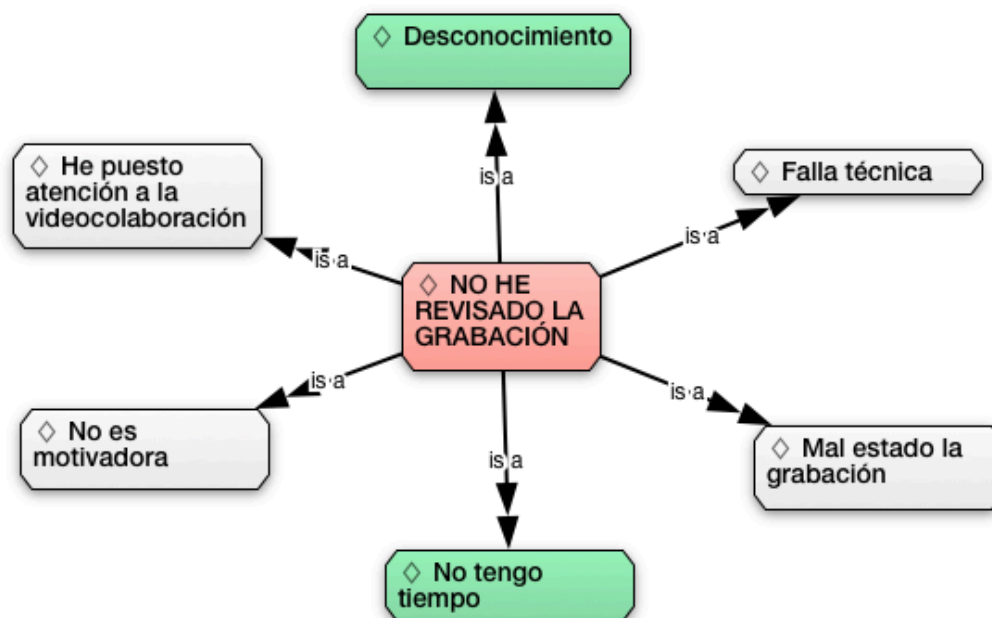 ◇ Desconocimiento
is a
◇ He puesto
atención a la
videocolaboración
◇ Falla técnica
is a
is a
◇ NO HE
REVISADO LA
GRABACIÓN
is a
is a
◇ No es
motivadora
◇ Mal estado la
grabación
is a
◇ No tengo
tiempo